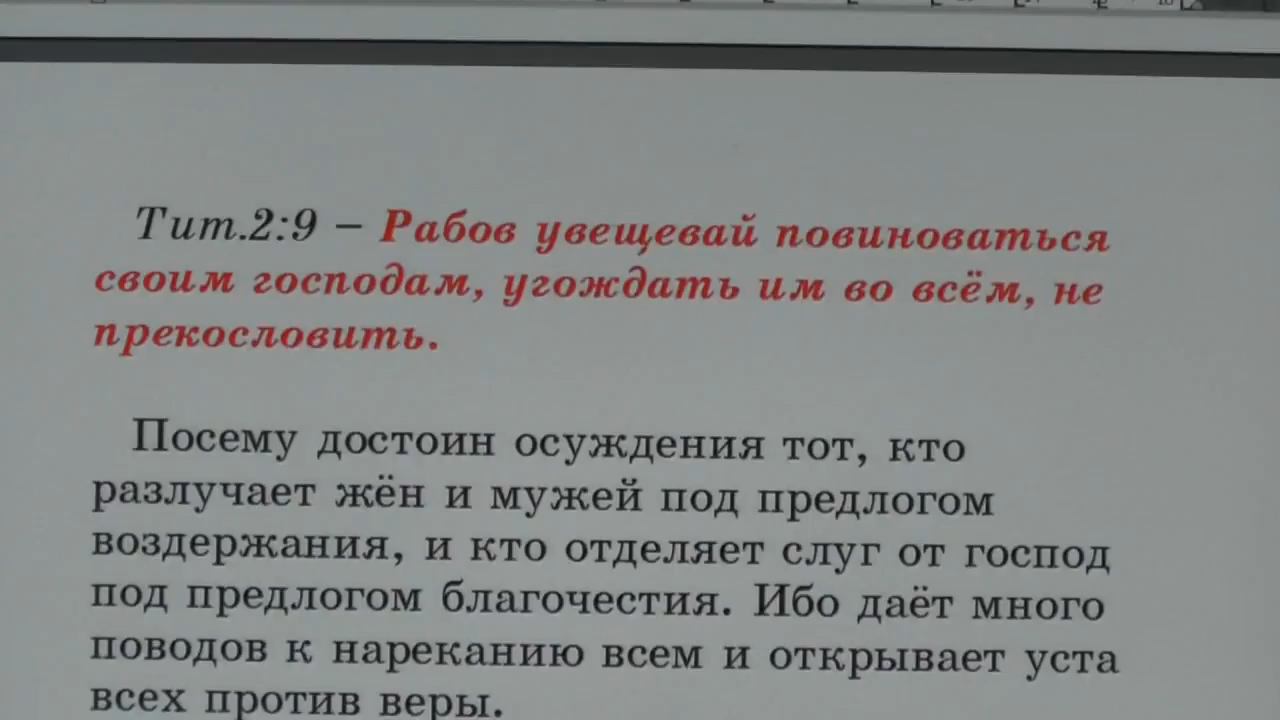 Тит.2:9 – Рабов увещевай повиноваться
своим господам, угождать им во всём, не
прекословить.
Посему достоин осуждения тот, кто
разлучает жён и мужей под предлогом
воздержания, и кто отделяет слуг от господ
под предлогом благочестия. Ибо даёт много
поводов к нареканию всем и открывает уста
всех против веры.